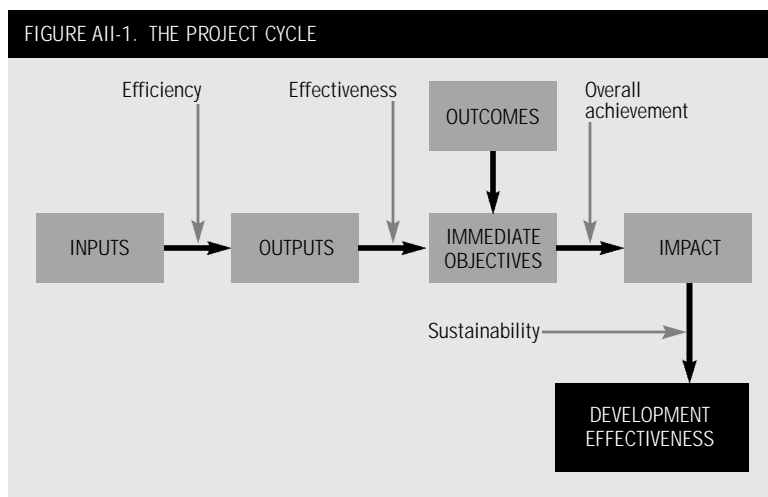 FIGURE AII-1. THE PROJECT CYCLE
Efficiency
Effectiveness
OUTCOMES
Overall
achievement
INPUTS
OUTPUTS
IMMEDIATE
OBJECTIVES
IMPACT
Sustainability
DEVELOPMENT
EFFECTIVENESS